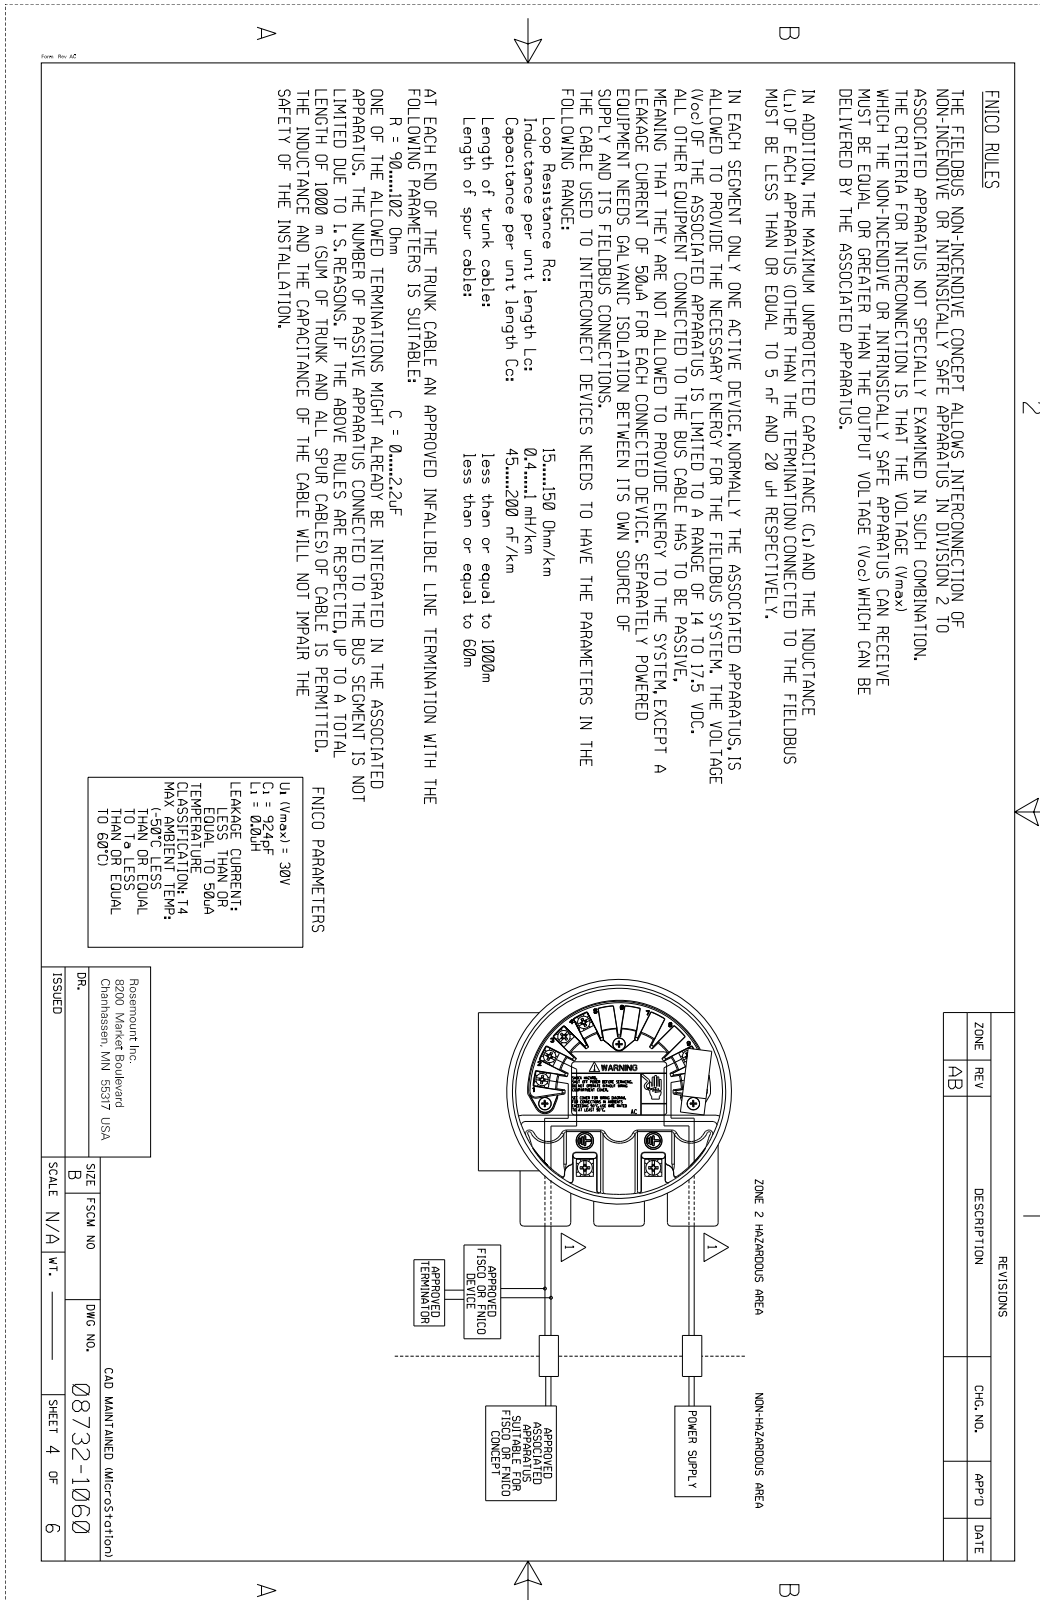 2
1
B
A
B
A
REVISIONS
ZONE REV DESCRIPTION CHG. NO. APP'D DATE
AB
FNICO RULES
THE FIELDBUS NON-INCENDIVE CONCEPT ALLOWS INTERCONNECTION OF
NON-INCENDIVE OR INTRINSICALLY SAFE APPARATUS IN DIVISION 2 TO
ASSOCIATED APPARATUS NOT SPECIALLY EXAMINED IN SUCH COMBINATION.
THE CRITERIA FOR INTERCONNECTION IS THAT THE VOLTAGE (Vmax)
WHICH THE NON-INCENDIVE OR INTRINSICALLY SAFE APPARATUS CAN RECEIVE
MUST BE EQUAL OR GREATER THAN THE OUTPUT VOLTAGE (Voc) WHICH CAN BE
DELIVERED BY THE ASSOCIATED APPARATUS.
IN ADDITION, THE MAXIMUM UNPROTECTED CAPACITANCE (Ci) AND THE INDUCTANCE
(Li) OF EACH APPARATUS (OTHER THAN THE TERMINATION) CONNECTED TO THE FIELDBUS
MUST BE LESS THAN OR EQUAL TO 5 nF AND 20 uH RESPECTIVELY.
IN EACH SEGMENT ONLY ONE ACTIVE DEVICE, NORMALLY THE ASSOCIATED APPARATUS, IS
ALLOWED TO PROVIDE THE NECESSARY ENERGY FOR THE FIELDBUS SYSTEM. THE VOLTAGE
(Voc) OF THE ASSOCIATED APPARATUS IS LIMITED TO A RANGE OF 14 TO 17.5 VDC.
ALL OTHER EQUIPMENT CONNECTED TO THE BUS CABLE HAS TO BE PASSIVE,
MEANING THAT THEY ARE NOT ALLOWED TO PROVIDE ENERGY TO THE SYSTEM, EXCEPT A
LEAKAGE CURRENT OF 50uA FOR EACH CONNECTED DEVICE. SEPARATELY POWERED
EQUIPMENT NEEDS GALVANIC ISOLATION BETWEEN ITS OWN SOURCE OF
SUPPLY AND ITS FIELDBUS CONNECTIONS.
THE CABLE USED TO INTERCONNECT DEVICES NEEDS TO HAVE THE PARAMETERS IN THE
FOLLOWING RANGE:
Loop Resistance Rc: 15......150 Ohm/km
Inductance per unit length Lc: 0.4......1 mH/km
Capacitance per unit length Cc: 45......200 nF/km
Length of trunk cable: less than or equal to 1000m
Length of spur cable: less than or equal to 60m
AT EACH END OF THE TRUNK CABLE AN APPROVED INFALLIBLE LINE TERMINATION WITH THE
FOLLOWING PARAMETERS IS SUITABLE:
R = 90......102 Ohm C = 0......2.2uF
ONE OF THE ALLOWED TERMINATIONS MIGHT ALREADY BE INTEGRATED IN THE ASSOCIATED
APPARATUS. THE NUMBER OF PASSIVE APPARATUS CONNECTED TO THE BUS SEGMENT IS NOT
LIMITED DUE TO I.S. REASONS. IF THE ABOVE RULES ARE RESPECTED, UP TO A TOTAL
LENGTH OF 1000 m (SUM OF TRUNK AND ALL SPUR CABLES) OF CABLE IS PERMITTED.
THE INDUCTANCE AND THE CAPACITANCE OF THE CABLE WILL NOT IMPAIR THE
SAFETY OF THE INSTALLATION.
FNICO PARAMETERS
Ui (Vmax) = 30V
Ci = 924pF
Li = 0.0uH
LEAKAGE CURRENT:
LESS THAN OR
EQUAL TO 50uA
TEMPERATURE
CLASSIFICATION: T4
MAX AMBIENT TEMP:
(-50°C LESS
THAN OR EQUAL
TO Ta LESS
THAN OR EQUAL
TO 60°C)
ZONE 2 HAZARDOUS AREA
NON-HAZARDOUS AREA
WARNING
AC
1
1
POWER SUPPLY
APPROVED
FISCO OR FNICO
DEVICE
APPROVED
TERMINATOR
APPROVED
ASSOCIATED
APPARATUS
SUITABLE FOR
FISCO OR FNICO
CONCEPT
Rosemount Inc.
8200 Market Boulevard
Chanhassen, MN 55317 USA
DR.
ISSUED
CAD MAINTAINED (MicroStation)
SIZE FSCM NO DWG NO.
B 08732-1060
SCALE N/A WT. SHEET 4 OF 6
Form Rev AC